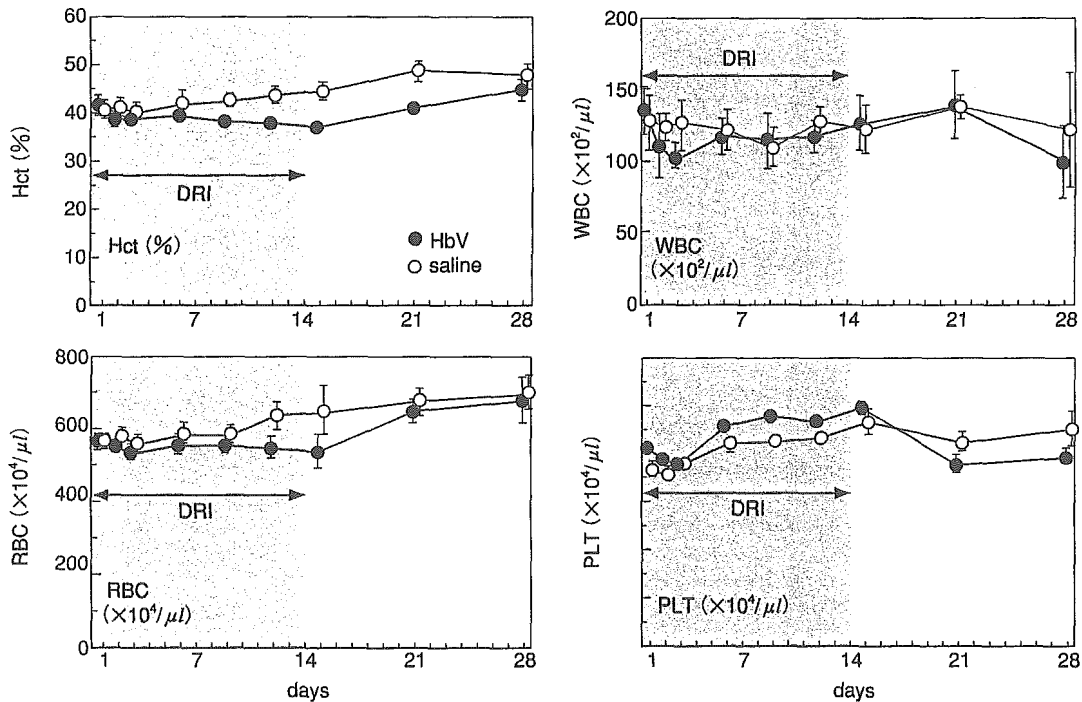 60
50
40
30
20
10
0
Hct (%)
DRI
Hct (%)
HbV
saline
1 7 14 21 28
200
150
100
50
0
WBC (×10²/μl)
DRI
WBC
(×10²/μl)
1 7 14 21 28
800
600
400
200
0
RBC (×10⁴/μl)
DRI
RBC
(×10⁴/μl)
1 7 14 21 28
days
PLT (×10⁴/μl)
DRI
PLT (×10⁴/μl)
1 7 14 21 28
days